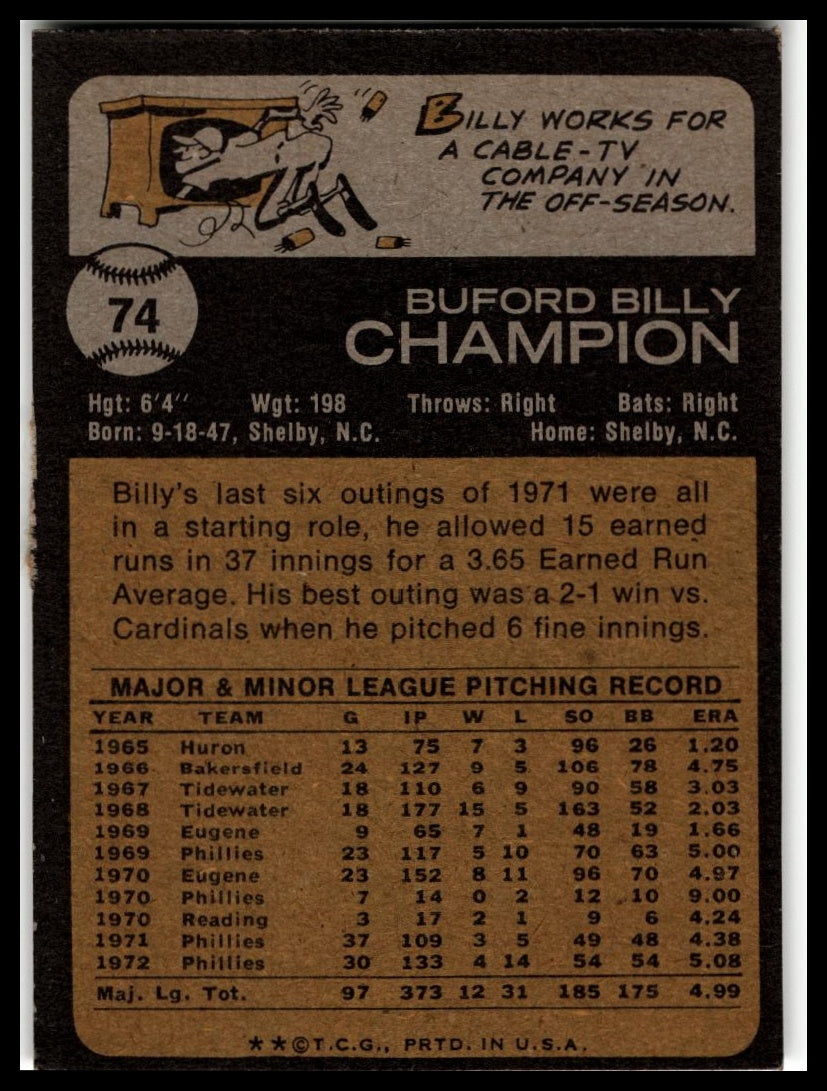 BILLY WORKS FOR
A CABLE-TV
COMPANY IN
THE OFF-SEASON.
74
BUFORD BILLY
CHAMPION
Hgt: 6'4" Wgt: 198 Throws: Right Bats: Right
Born: 9-18-47, Shelby, N.C. Home: Shelby, N.C.
Billy's last six outings of 1971 were all
in a starting role, he allowed 15 earned
runs in 37 innings for a 3.65 Earned Run
Average. His best outing was a 2-1 win vs.
Cardinals when he pitched 6 fine innings.
MAJOR & MINOR LEAGUE PITCHING RECORD
YEAR TEAM G IP W L SO BB ERA
1965 Huron 13 75 7 3 96 26 1.20
1966 Bakersfield 24 127 9 5 106 78 4.75
1967 Tidewater 18 110 6 9 90 58 3.03
1968 Tidewater 18 177 15 5 163 52 2.03
1969 Eugene 9 65 7 1 48 19 1.66
1969 Phillies 23 117 5 10 70 63 5.00
1970 Eugene 23 152 8 11 96 70 4.97
1970 Phillies 7 14 0 2 12 10 9.00
1970 Reading 3 17 2 1 9 6 4.24
1971 Phillies 37 109 3 5 49 48 4.38
1972 Phillies 30 133 4 14 54 54 5.08
Maj. Lg. Tot. 97 373 12 31 185 175 4.99
**©T.C.G., PRTD. IN U.S.A.